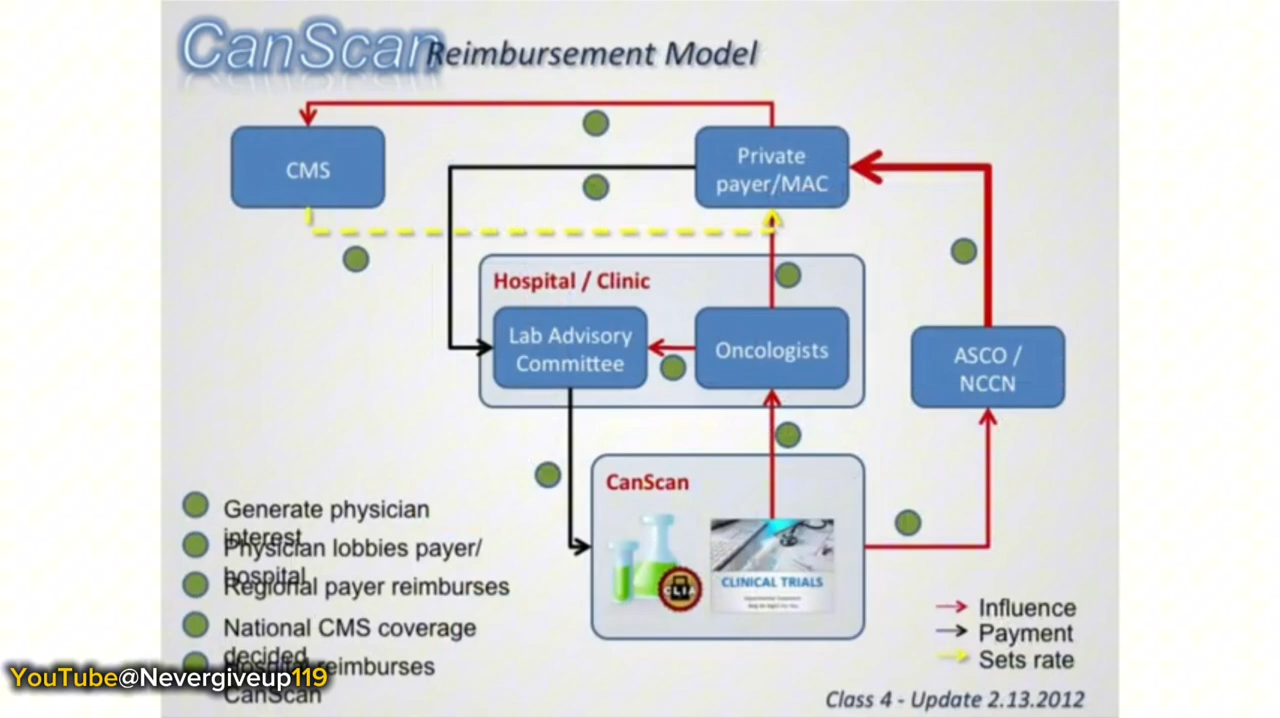 CanScan Reimbursement Model
CMS
Private
payer/MAC
Hospital / Clinic
Lab Advisory
Committee
Oncologists
ASCO /
NCCN
CanScan
CLIA
CLINICAL TRIALS
Generate physician
interest
Physician lobbies payer/
hospital
Regional payer reimburses
National CMS coverage
decided
Hospital reimburses
CanScan
Influence
Payment
Sets rate
YouTube@Nevergiveup119
Class 4 - Update 2.13.2012